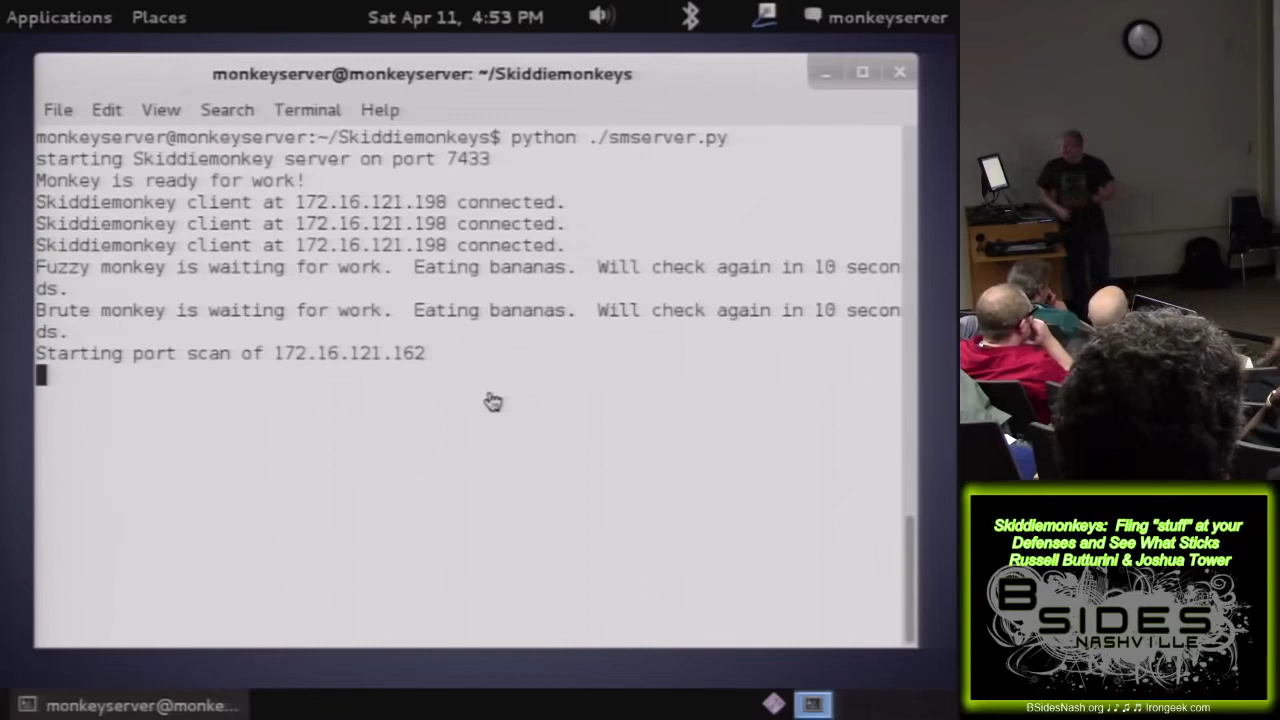 Applications Places Sat Apr 11, 4:53 PM monkeyserver
monkeyserver@monkeyserver: ~/Skiddiemonkeys
File Edit View Search Terminal Help
monkeyserver@monkeyserver:~/Skiddiemonkeys$ python ./smserver.py
starting Skiddiemonkey server on port 7433
Monkey is ready for work!
Skiddiemonkey client at 172.16.121.198 connected.
Skiddiemonkey client at 172.16.121.198 connected.
Skiddiemonkey client at 172.16.121.198 connected.
Fuzzy monkey is waiting for work.  Eating bananas.  Will check again in 10 secon
ds.
Brute monkey is waiting for work.  Eating bananas.  Will check again in 10 secon
ds.
Starting port scan of 172.16.121.162
monkeyserver@monke...
Skiddiemonkeys: Fling "stuff" at your
Defenses and See What Sticks
Russell Butturini & Joshua Tower
BSIDES
NASHVILLE
BSidesNash.org ♩♪♫♬ Irongeek.com